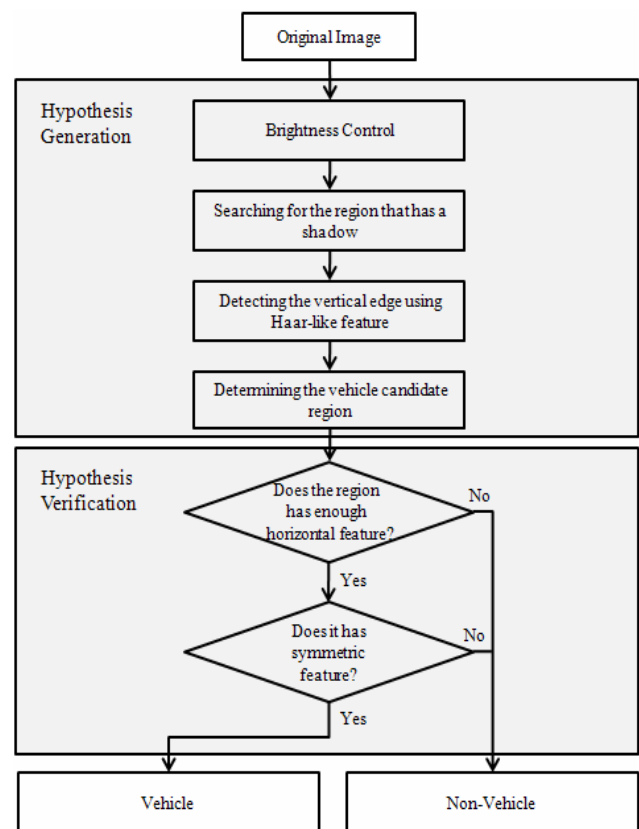 Original Image
Hypothesis
Generation
Brightness Control
Searching for the region that has a
shadow
Detecting the vertical edge using
Haar-like feature
Determining the vehicle candidate
region
Hypothesis
Verification
Does the region
has enough
horizontal feature?
No
Yes
Does it has
symmetric
feature?
No
Yes
Vehicle
Non-Vehicle